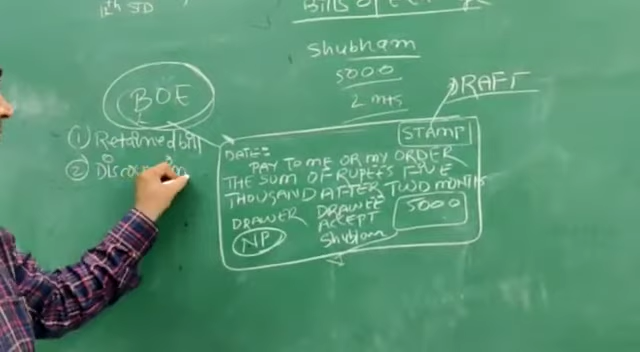 12th SD
Bills of
Shubham
5000
2 mts
DRAFT
BOE
STAMP
① Retained bill
DATE:
PAY TO ME OR MY ORDER
②
THE SUM OF RUPEES FIVE
THOUSAND AFTER TWO MONTHS
DRAWER DRAWEE 5000
ACCEPT
NP Shubham